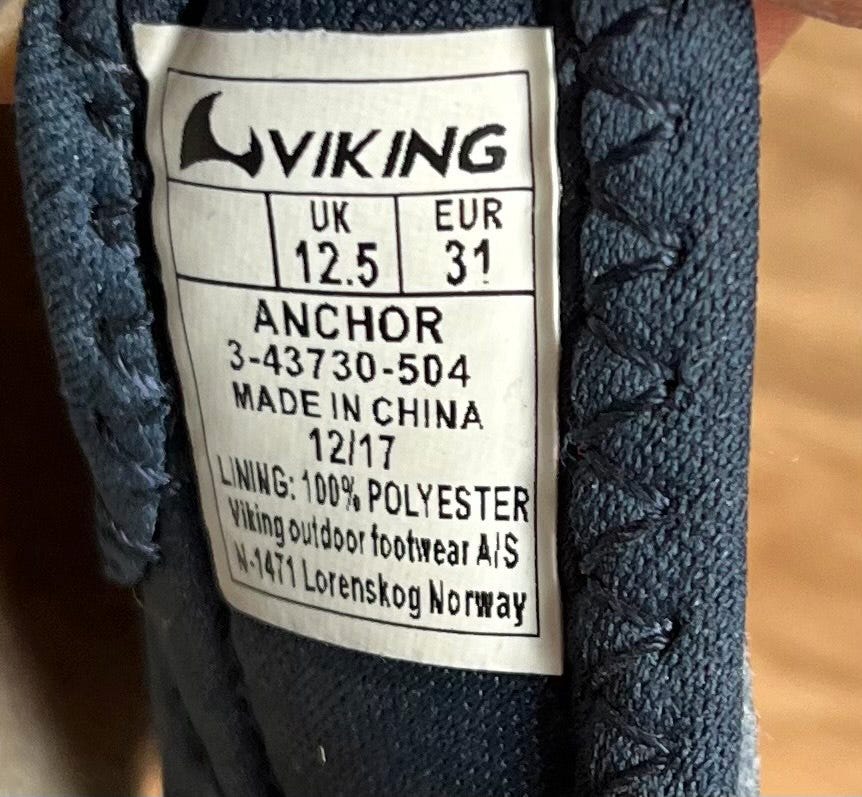 VIKING
UK EUR
12.5 31
ANCHOR
3-43730-504
MADE IN CHINA
12/17
LINING: 100% POLYESTER
Viking outdoor footwear A/S
N-1471 Lorenskog Norway